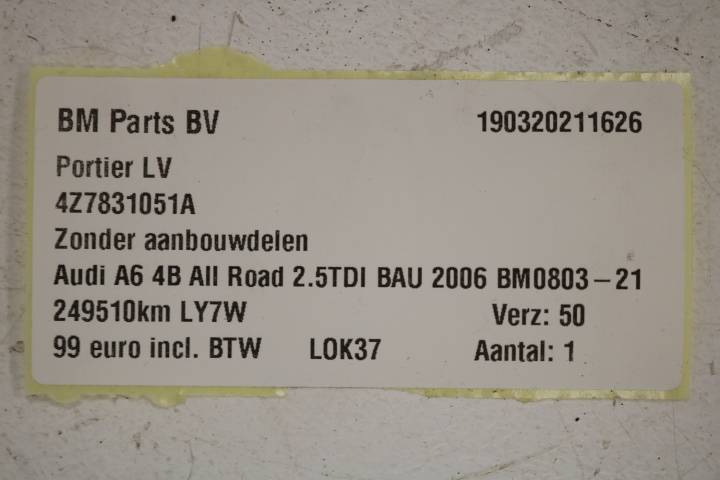 BM Parts BV 190320211626
Portier LV
4Z7831051A
Zonder aanbouwdelen
Audi A6 4B All Road 2.5TDI BAU 2006 BM0803-21
249510km LY7W Verz: 50
99 euro incl. BTW LOK37 Aantal: 1